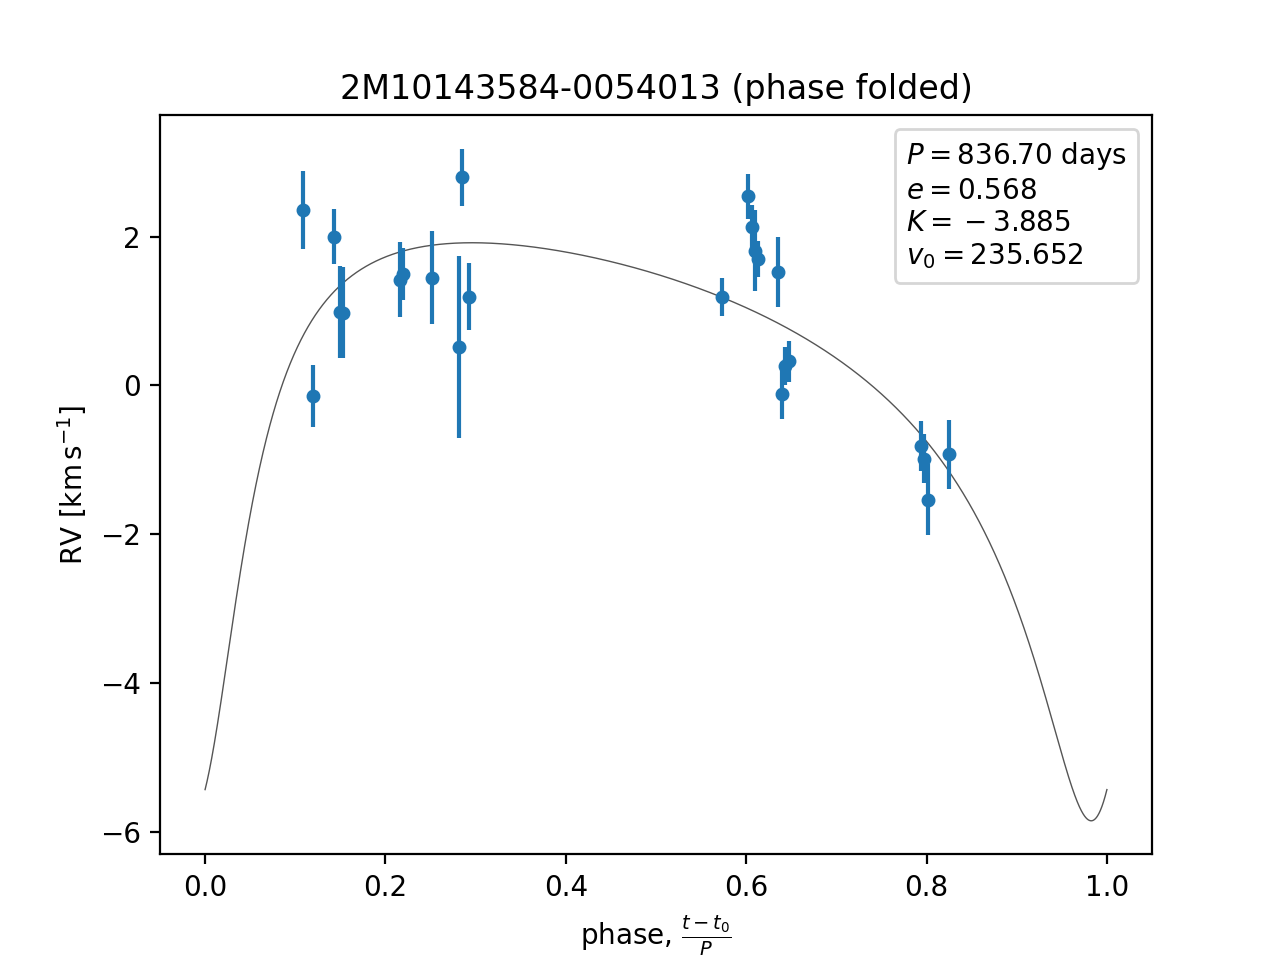 2M10143584-0054013 (phase folded)
P = 836.70 days
e = 0.568
K = −3.885
v₀ = 235.652
RV [km s⁻¹]
2
0
−2
−4
−6
0.0 0.2 0.4 0.6 0.8 1.0
phase, (t − t₀)/P